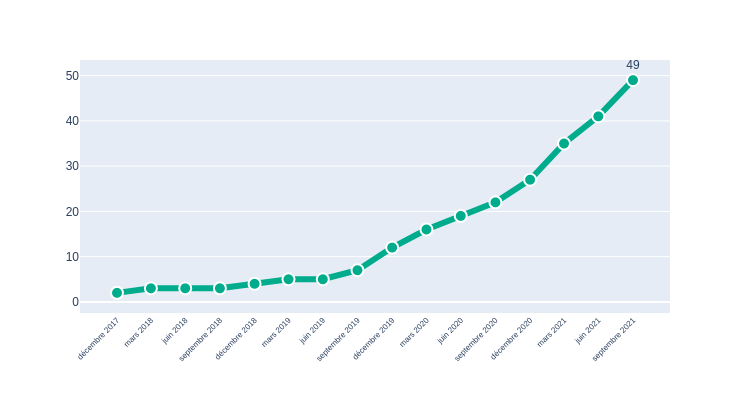 49
50
40
30
20
10
0
décembre 2017
mars 2018
juin 2018
septembre 2018
décembre 2018
mars 2019
juin 2019
septembre 2019
décembre 2019
mars 2020
juin 2020
septembre 2020
décembre 2020
mars 2021
juin 2021
septembre 2021